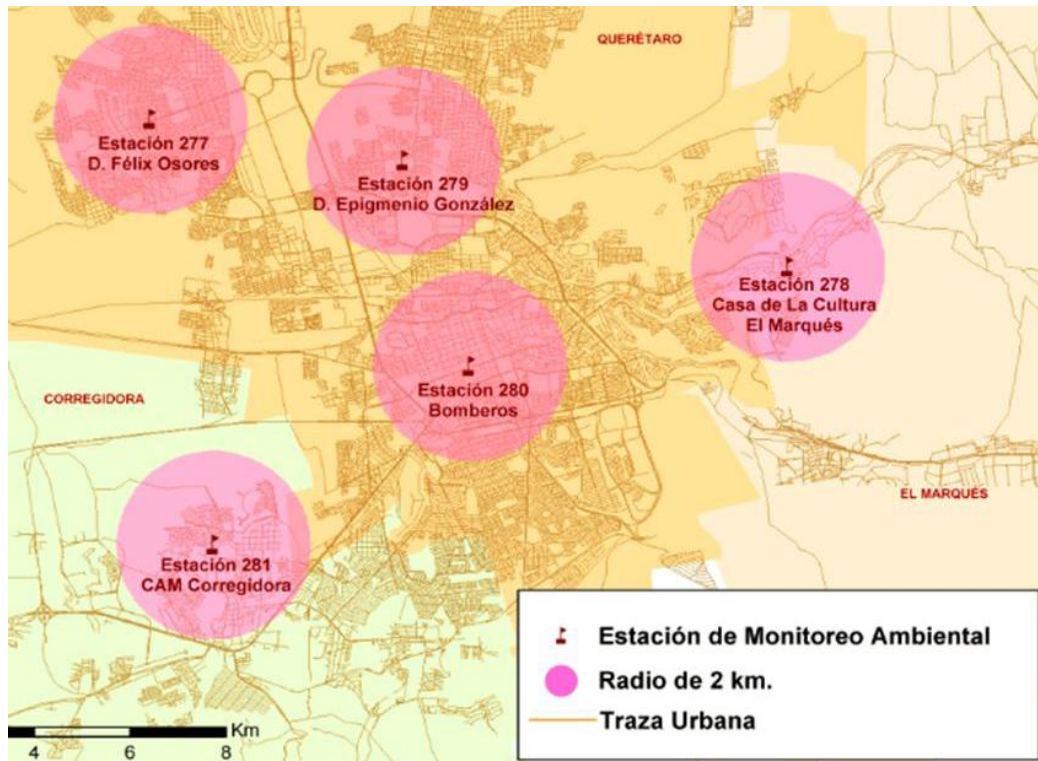 QUERÉTARO
Estación 277
D. Félix Osores
Estación 279
D. Epigmenio González
Estación 278
Casa de La Cultura
El Marqués
Estación 280
Bomberos
CORREGIDORA
EL MARQUÉS
Estación 281
CAM Corregidora
Estación de Monitoreo Ambiental
Radio de 2 km.
Traza Urbana
Km
4 6 8